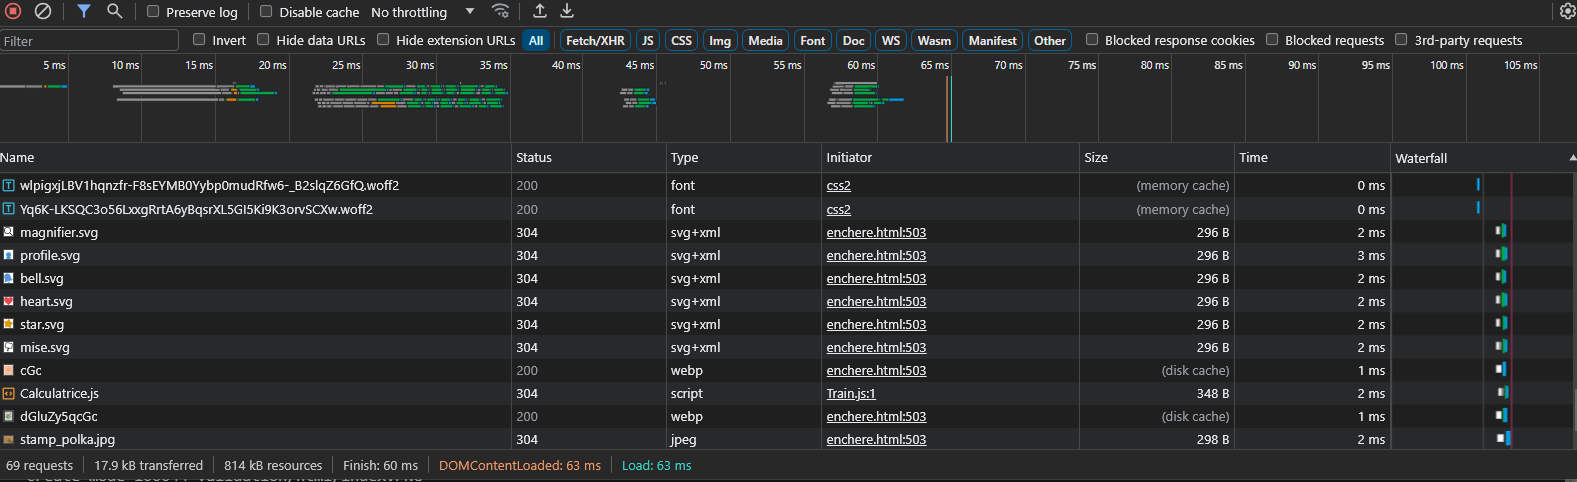 Preserve log Disable cache No throttling
Filter Invert Hide data URLs Hide extension URLs All Fetch/XHR JS CSS Img Media Font Doc WS Wasm Manifest Other Blocked response cookies Blocked requests 3rd-party requests
5 ms 10 ms 15 ms 20 ms 25 ms 30 ms 35 ms 40 ms 45 ms 50 ms 55 ms 60 ms 65 ms 70 ms 75 ms 80 ms 85 ms 90 ms 95 ms 100 ms 105 ms
Name Status Type Initiator Size Time Waterfall
wlpigxjLBV1hqnzfr-F8sEYMB0Yybp0mudRfw6-_B2slqZ6GfQ.woff2 200 font css2 (memory cache) 0 ms
Yq6K-LKSQC3o56LxxgRrtA6yBqsrXL5GI5Ki9K3orvSCXw.woff2 200 font css2 (memory cache) 0 ms
magnifier.svg 304 svg+xml enchere.html:503 296 B 2 ms
profile.svg 304 svg+xml enchere.html:503 296 B 3 ms
bell.svg 304 svg+xml enchere.html:503 296 B 2 ms
heart.svg 304 svg+xml enchere.html:503 296 B 2 ms
star.svg 304 svg+xml enchere.html:503 296 B 2 ms
mise.svg 304 svg+xml enchere.html:503 296 B 2 ms
cGc 200 webp enchere.html:503 (disk cache) 1 ms
Calculatrice.js 304 script Train.js:1 348 B 2 ms
dGluZy5qcGc 200 webp enchere.html:503 (disk cache) 1 ms
stamp_polka.jpg 304 jpeg enchere.html:503 298 B 2 ms
69 requests 17.9 kB transferred 814 kB resources Finish: 60 ms DOMContentLoaded: 63 ms Load: 63 ms